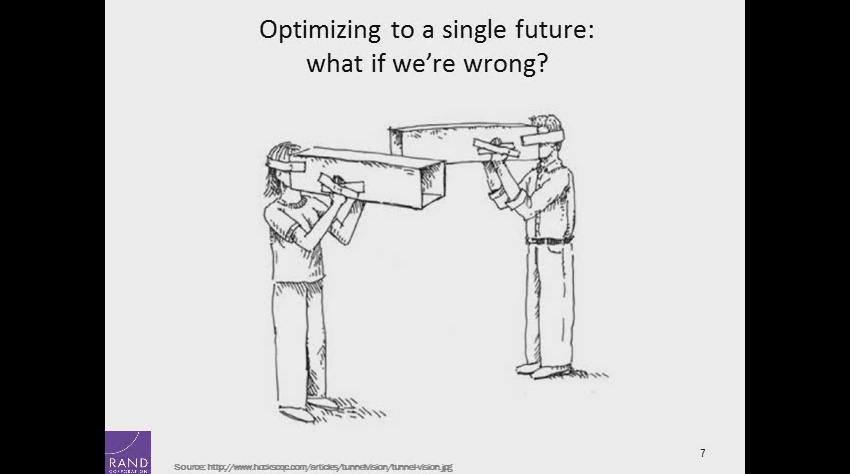 Optimizing to a single future:
what if we're wrong?
7
RAND
CORPORATION
Source: http://www.hooksoqc.com/articles/tunnelvision/tunnel-vision.jpg